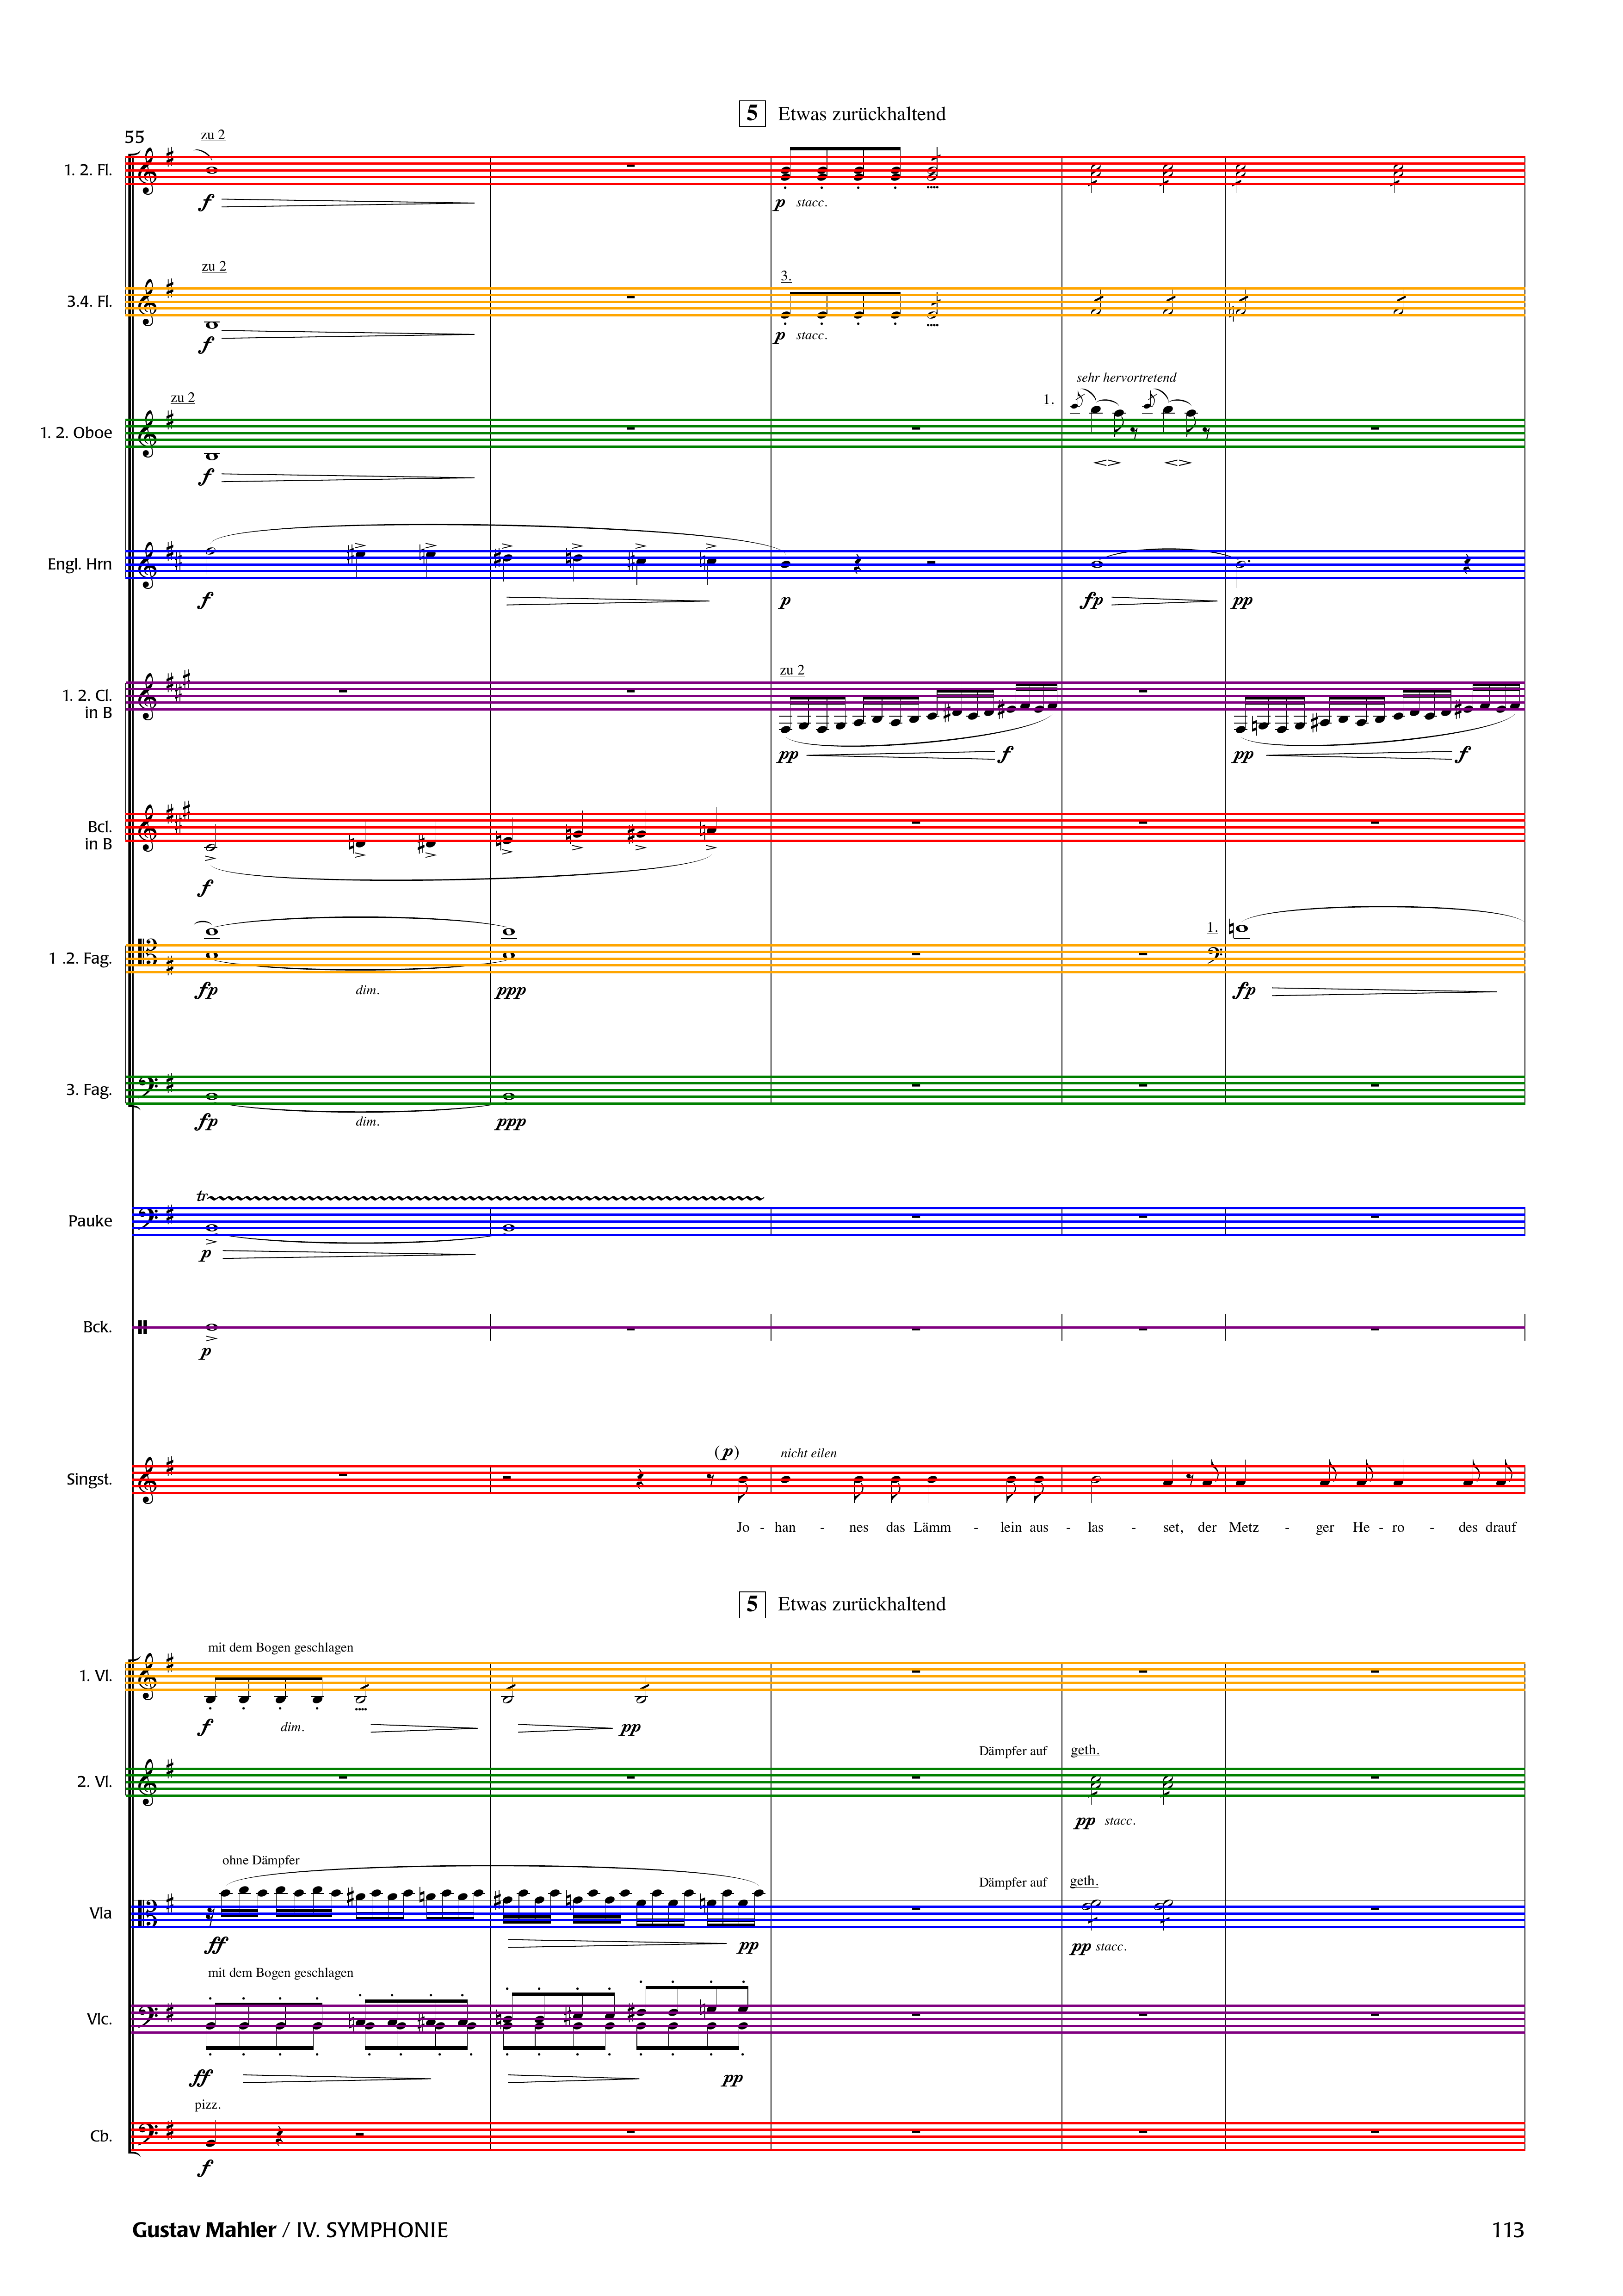 5 Etwas zurückhaltend
55
zu 2
1. 2. Fl.
f
p stacc.
zu 2
3.
3.4. Fl.
f
p stacc.
sehr hervortretend
zu 2
1.
1. 2. Oboe
f
Engl. Hrn
f
p
fp
pp
zu 2
1. 2. Cl.
in B
pp
f
pp
f
Bcl.
in B
f
1.
1 .2. Fag.
fp
dim.
ppp
fp
3. Fag.
fp
dim.
ppp
tr
Pauke
p
Bck.
p
(p)
nicht eilen
Singst.
Jo - han - nes das Lämm - lein aus - las - set, der Metz - ger He - ro - des drauf
5 Etwas zurückhaltend
mit dem Bogen geschlagen
1. Vl.
f
dim.
pp
Dämpfer auf
geth.
2. Vl.
pp stacc.
ohne Dämpfer
Dämpfer auf
geth.
Vla
ff
pp
pp stacc.
mit dem Bogen geschlagen
Vlc.
ff
pp
pizz.
Cb.
f
Gustav Mahler / IV. SYMPHONIE
113